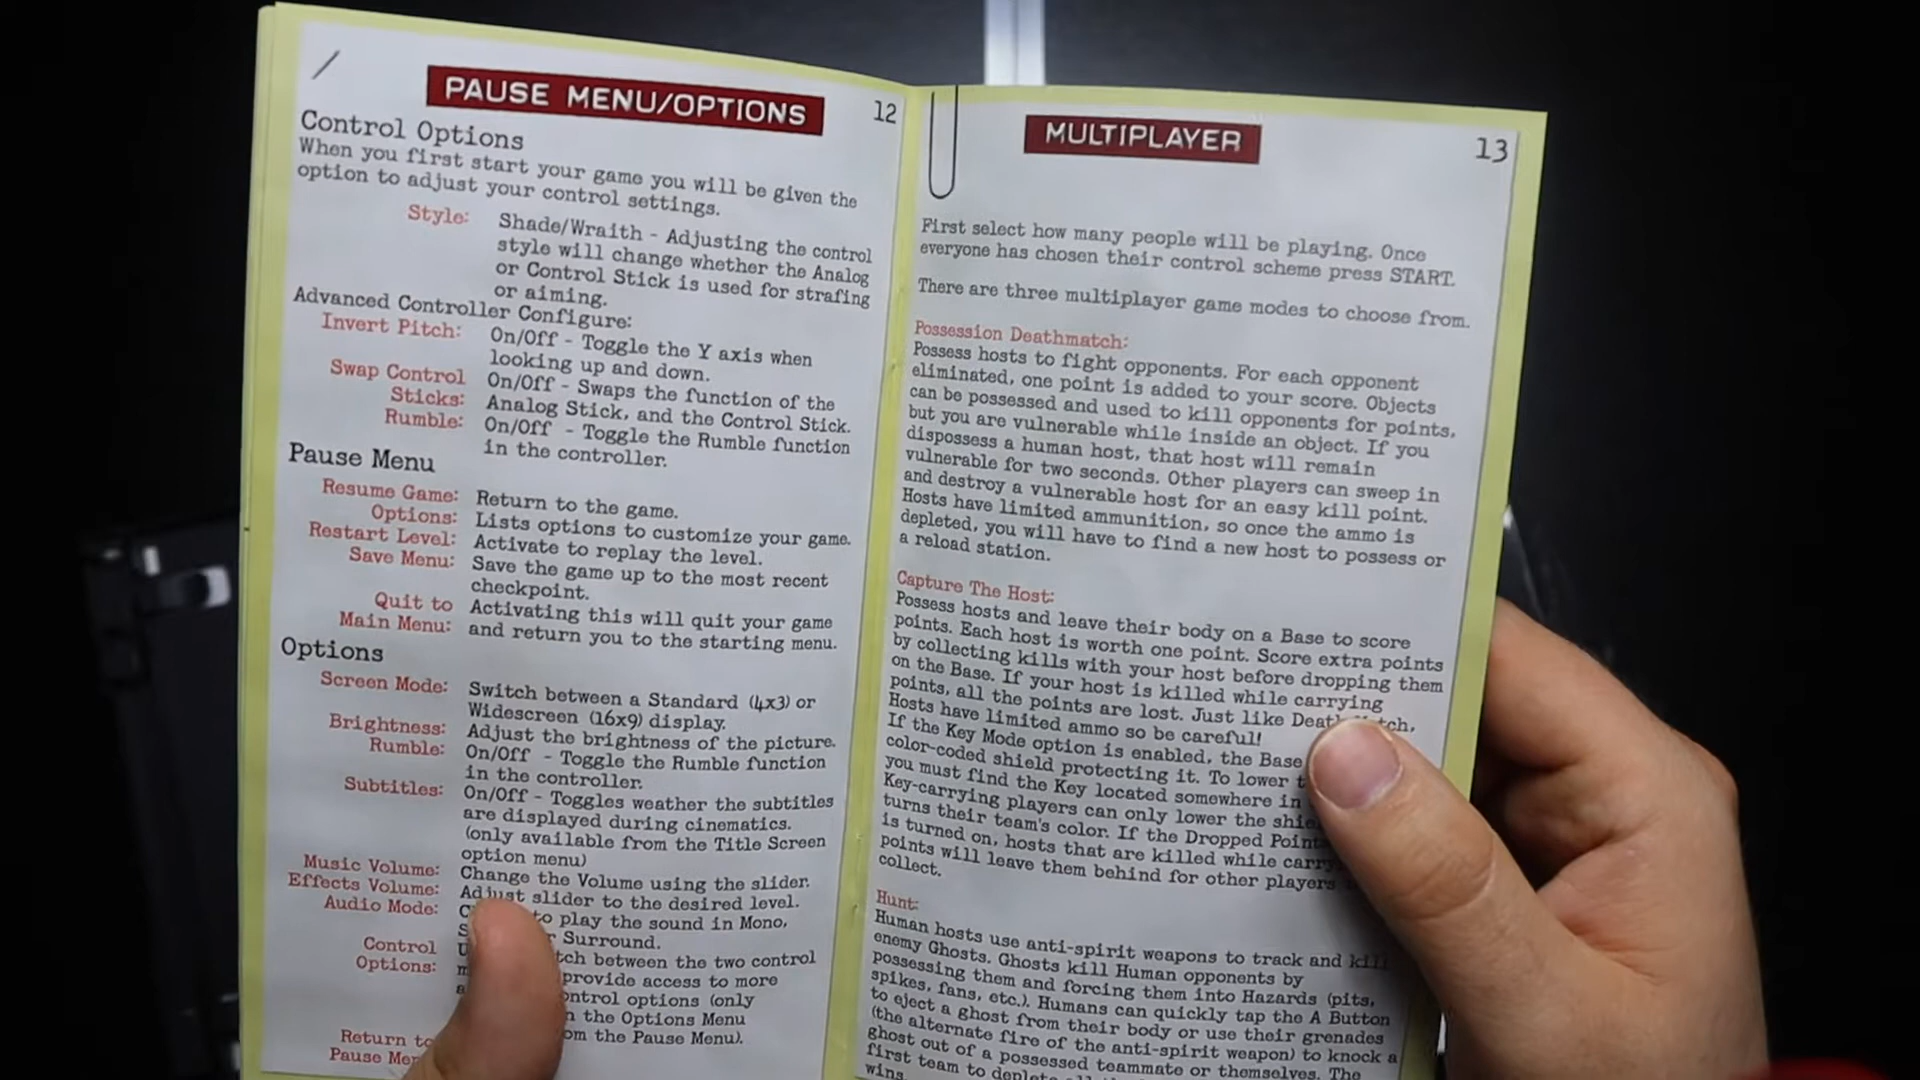 PAUSE MENU/OPTIONS
12
Control Options
When you first start your game you will be given the
option to adjust your control settings.
Style: Shade/Wraith - Adjusting the control
style will change whether the Analog
or Control Stick is used for strafing
or aiming.
Advanced Controller Configure:
Invert Pitch: On/Off - Toggle the Y axis when
looking up and down.
Swap Control On/Off - Swaps the function of the
Sticks: Analog Stick, and the Control Stick.
Rumble: On/Off - Toggle the Rumble function
in the controller.
Pause Menu
Resume Game: Return to the game.
Options: Lists options to customize your game.
Restart Level: Activate to replay the level.
Save Menu: Save the game up to the most recent
checkpoint.
Quit to Activating this will quit your game
Main Menu: and return you to the starting menu.
Options
Screen Mode: Switch between a Standard (4x3) or
Widescreen (16x9) display.
Brightness: Adjust the brightness of the picture.
Rumble: On/Off - Toggle the Rumble function
in the controller.
Subtitles: On/Off - Toggles weather the subtitles
are displayed during cinematics.
(only available from the Title Screen
option menu)
Music Volume: Change the Volume using the slider.
Effects Volume: Adjust slider to the desired level.
Audio Mode: to play the sound in Mono,
Surround.
Control between the two control
Options: provide access to more
options (only
the Options Menu
the Pause Menu).
Return to
Pause
MULTIPLAYER
13
First select how many people will be playing. Once
everyone has chosen their control scheme press START.
There are three multiplayer game modes to choose from.
Possession Deathmatch:
Possess hosts to fight opponents. For each opponent
eliminated, one point is added to your score. Objects
can be possessed and used to kill opponents for points,
but you are vulnerable while inside an object. If you
dispossess a human host, that host will remain
vulnerable for two seconds. Other players can sweep in
and destroy a vulnerable host for an easy kill point.
Hosts have limited ammunition, so once the ammo is
depleted, you will have to find a new host to possess or
a reload station.
Capture The Host:
Possess hosts and leave their body on a Base to score
points. Each host is worth one point. Score extra points
by collecting kills with your host before dropping them
on the Base. If your host is killed while carrying
points, all the points are lost. Just like
Hosts have limited ammo so be careful!
If the Key Mode option is enabled, the Base
color-coded shield protecting it. To lower
you must find the Key located somewhere in
Key-carrying players can only lower the
turns their team's color. If the Dropped
is turned on, hosts that are killed while
points will leave them behind for other players
collect.
Hunt:
Human hosts use anti-spirit weapons to track and kill
enemy Ghosts. Ghosts kill Human opponents by
possessing them and forcing them into Hazards (pits,
spikes, fans, etc.). Humans can quickly tap the A Button
to eject a ghost from their body or use their grenades
(the alternate fire of the anti-spirit weapon) to knock a
ghost out of a possessed teammate or themselves. The
first team to
wins.